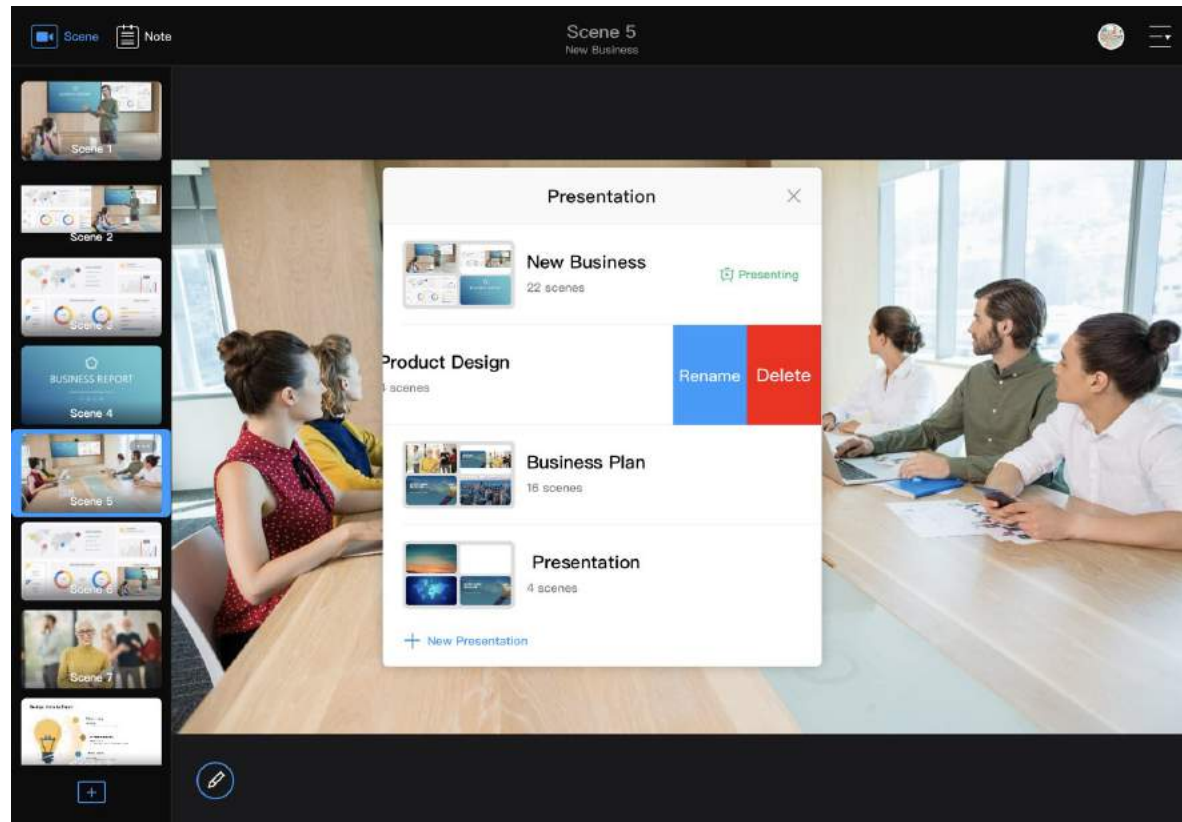 Scene
Note
Scene 5
New Business
Scene 1
Scene 2
Scene 3
BUSINESS REPORT
Scene 4
Scene 5
Scene 6
Scene 7
Presentation
New Business
22 scenes
Presenting
Product Design
scenes
Rename
Delete
Business Plan
16 scenes
Presentation
4 scenes
New Presentation